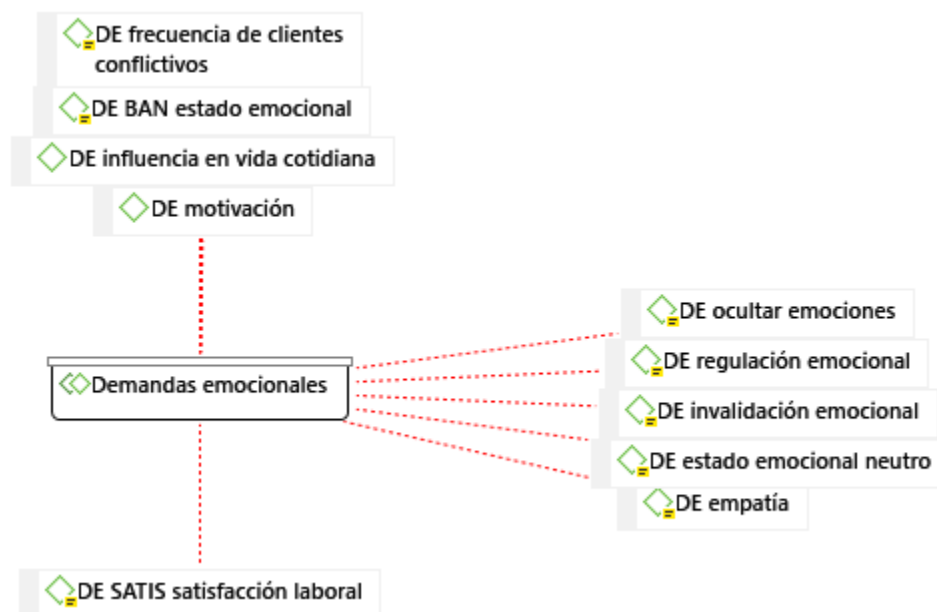 DE frecuencia de clientes
conflictivos
DE BAN estado emocional
DE influencia en vida cotidiana
DE motivación
Demandas emocionales
DE ocultar emociones
DE regulación emocional
DE invalidación emocional
DE estado emocional neutro
DE empatía
DE SATIS satisfacción laboral